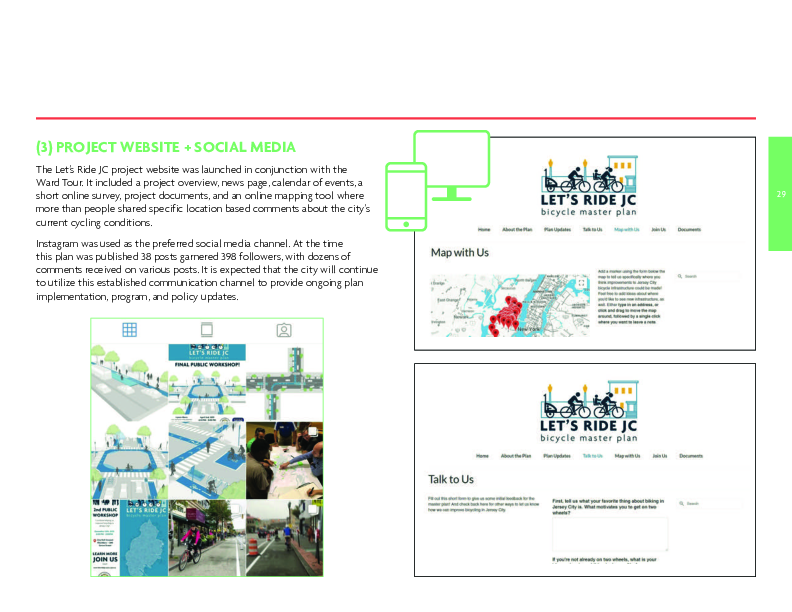 (3) PROJECT WEBSITE + SOCIAL MEDIA
The Let's Ride JC project website was launched in conjunction with the
Ward Tour. It included a project overview, news page, calendar of events, a
short online survey, project documents, and an online mapping tool where
more than people shared specific location based comments about the city's
current cycling conditions.
Instagram was used as the preferred social media channel. At the time
this plan was published 38 posts garnered 398 followers, with dozens of
comments received on various posts. It is expected that the city will continue
to utilize this established communication channel to provide ongoing plan
implementation, program, and policy updates.
LET'S RIDE JC
bicycle master plan
FINAL PUBLIC WORKSHOP!
2nd PUBLIC
WORKSHOP
LEARN MORE
JOIN US
LET'S RIDE JC
bicycle master plan
LET'S RIDE JC
bicycle master plan
Home About the Plan Plan Updates Talk to Us Map with Us Join Us Documents
Map with Us
New York
Add a marker using the form below the
map to tell us specifically where you
think improvements to Jersey City
bicycle infrastructure could be made!
Feel free to add ideas about where
you'd like to see new infrastructure, as
well. Either type in an address, or
click and drag to move the map
around, followed by a single click
where you want to leave a note.
Search
LET'S RIDE JC
bicycle master plan
Home About the Plan Plan Updates Talk to Us Map with Us Join Us Documents
Talk to Us
Fill out this short form to give us some initial feedback for the
master plan! And check back here for other ways to let us know
how we can improve bicycling in Jersey City.
First, tell us what your favorite thing about biking in
Jersey City is. What motivates you to get on two
wheels?
Search
If you're not already on two wheels, what is your
29